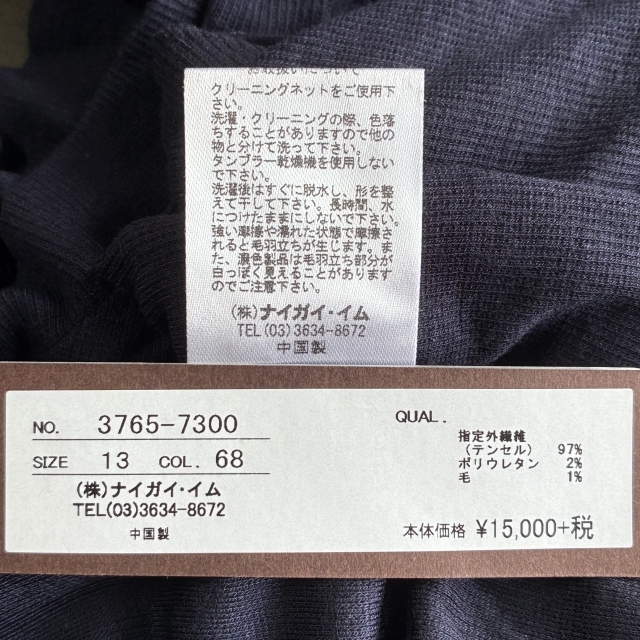 お取扱いについて
クリーニングネットをご使用下
さい。
洗濯・クリーニングの際、色落
ちすることがありますので他の
物と分けて洗って下さい。
タンブラー乾燥機を使用しない
で下さい。
洗濯後はすぐに脱水し、形を整
えて干して下さい。長時間、水
につけたままにしないで下さい。
強い摩擦や濡れた状態で摩擦さ
れると毛羽立ちが生じます。ま
た、濃色製品は毛羽立ち部分が
白っぽく見えることがあります
のでご注意下さい。
(株)ナイガイ・イム
TEL(03)3634-8672
中国製
NO. 3765-7300
SIZE 13 COL. 68
(株)ナイガイ・イム
TEL(03)3634-8672
中国製
QUAL.
指定外繊維
(テンセル) 97%
ポリウレタン 2%
毛 1%
本体価格 ¥15,000+税